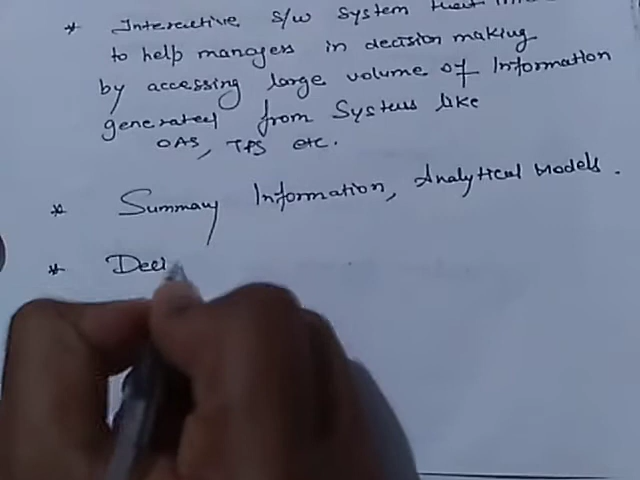 * Interactive s/w System that
to help managers in decision making
by accessing large volume of Information
generated from Systems like
OAS, TPS etc.
* Summary Information, Analytical Models.
* Deci